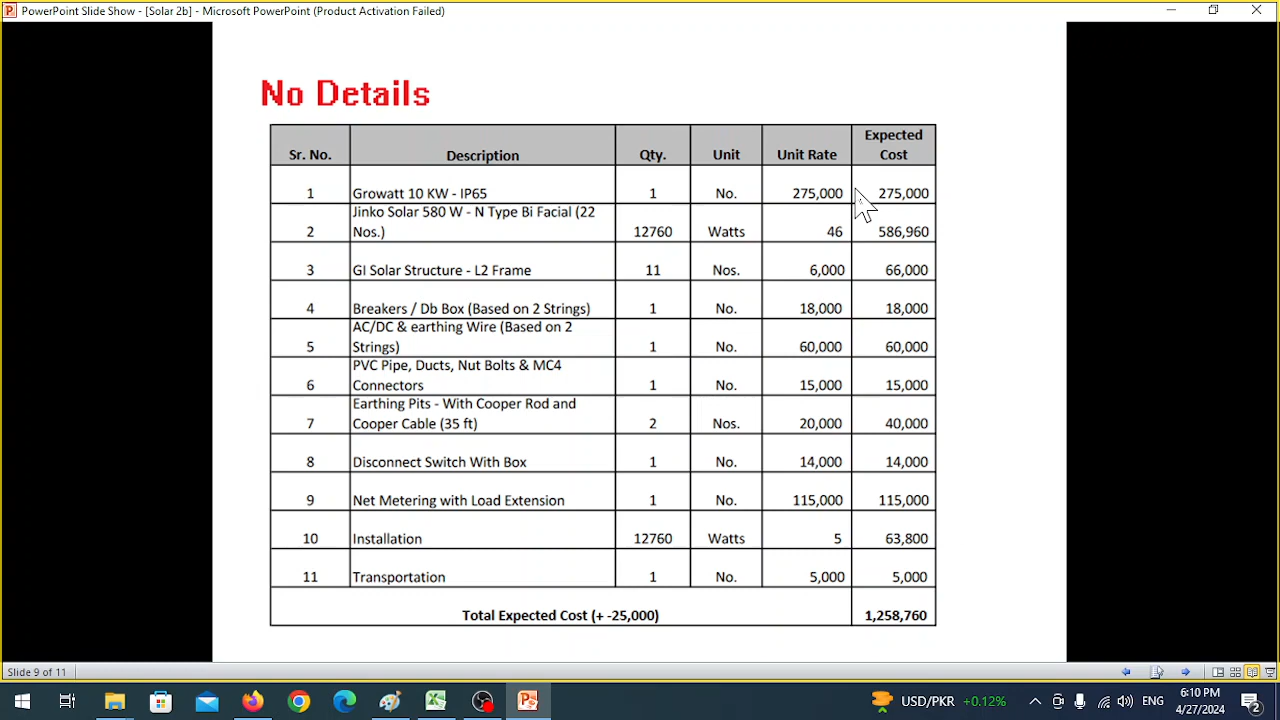 PowerPoint Slide Show - [Solar 2b] - Microsoft PowerPoint (Product Activation Failed)
No Details
Sr. No. Description Qty. Unit Unit Rate Expected Cost
1 Growatt 10 KW - IP65 1 No. 275,000 275,000
2 Jinko Solar 580 W - N Type Bi Facial (22 Nos.) 12760 Watts 46 586,960
3 GI Solar Structure - L2 Frame 11 Nos. 6,000 66,000
4 Breakers / Db Box (Based on 2 Strings) 1 No. 18,000 18,000
5 AC/DC & earthing Wire (Based on 2 Strings) 1 No. 60,000 60,000
6 PVC Pipe, Ducts, Nut Bolts & MC4 Connectors 1 No. 15,000 15,000
7 Earthing Pits - With Cooper Rod and Cooper Cable (35 ft) 2 Nos. 20,000 40,000
8 Disconnect Switch With Box 1 No. 14,000 14,000
9 Net Metering with Load Extension 1 No. 115,000 115,000
10 Installation 12760 Watts 5 63,800
11 Transportation 1 No. 5,000 5,000
Total Expected Cost (+ -25,000) 1,258,760
Slide 9 of 11
USD/PKR +0.12%
ENG
6:10 PM
4/27/2024
2